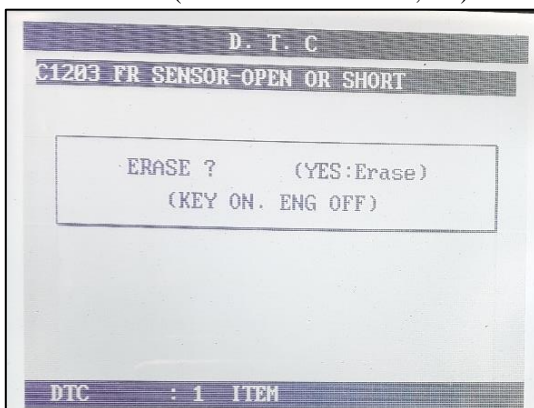 D. T. C
C1203 FR SENSOR-OPEN OR SHORT
ERASE ? (YES:Erase)
(KEY ON. ENG OFF)
DTC : 1 ITEM